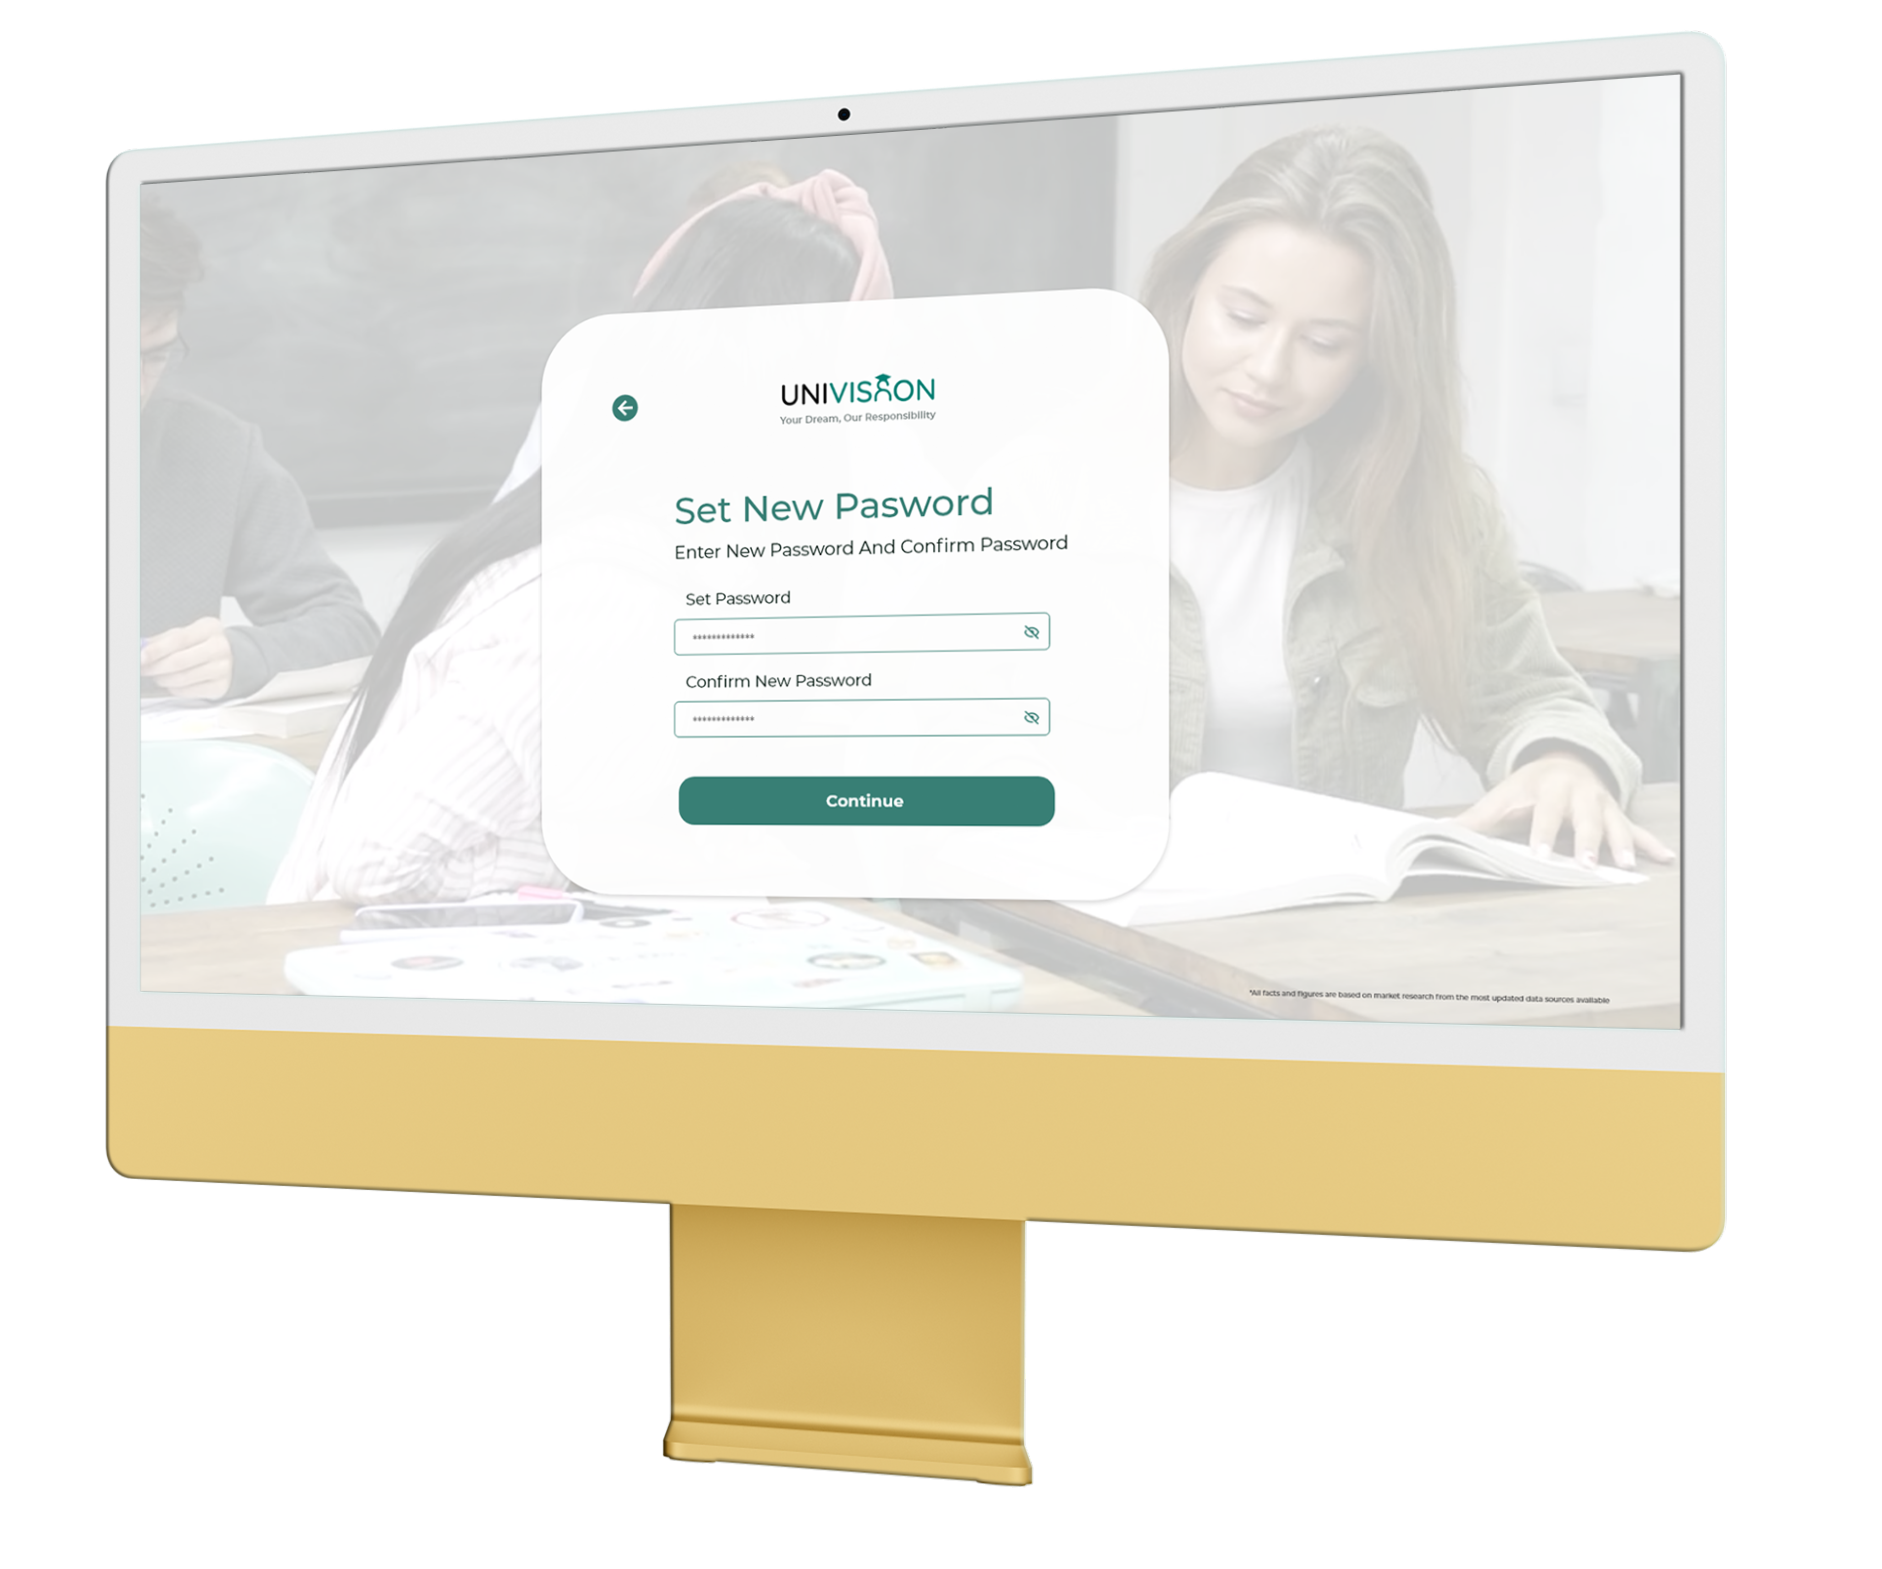 UNIVISION
Your Dream, Our Responsibility
Set New Pasword
Enter New Password And Confirm Password
Set Password
*************
Confirm New Password
*************
Continue
*All facts and figures are based on market research from the most updated data sources available